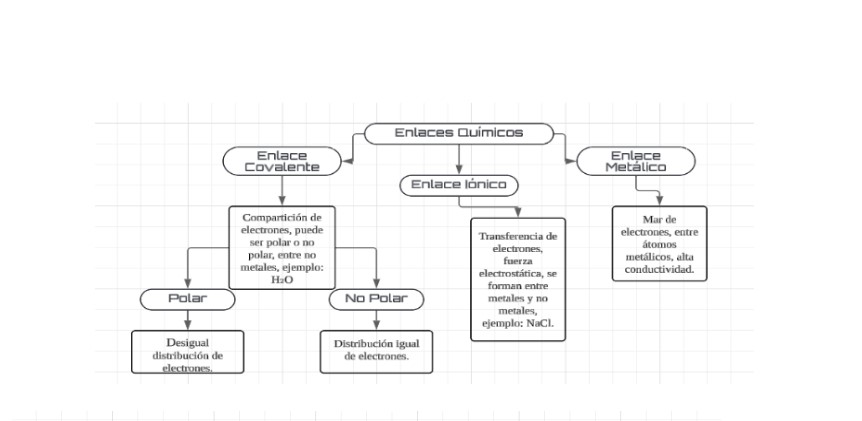 Enlaces Químicos
Enlace
Covalente
Enlace Iónico
Enlace
Metálico
Compartición de
electrones, puede
ser polar o no
polar, entre no
metales, ejemplo:
H₂O
Transferencia de
electrones,
fuerza
electrostática, se
forman entre
metales y no
metales,
ejemplo: NaCl.
Mar de
electrones, entre
átomos
metálicos, alta
conductividad.
Polar
No Polar
Desigual
distribución de
electrones.
Distribución igual
de electrones.